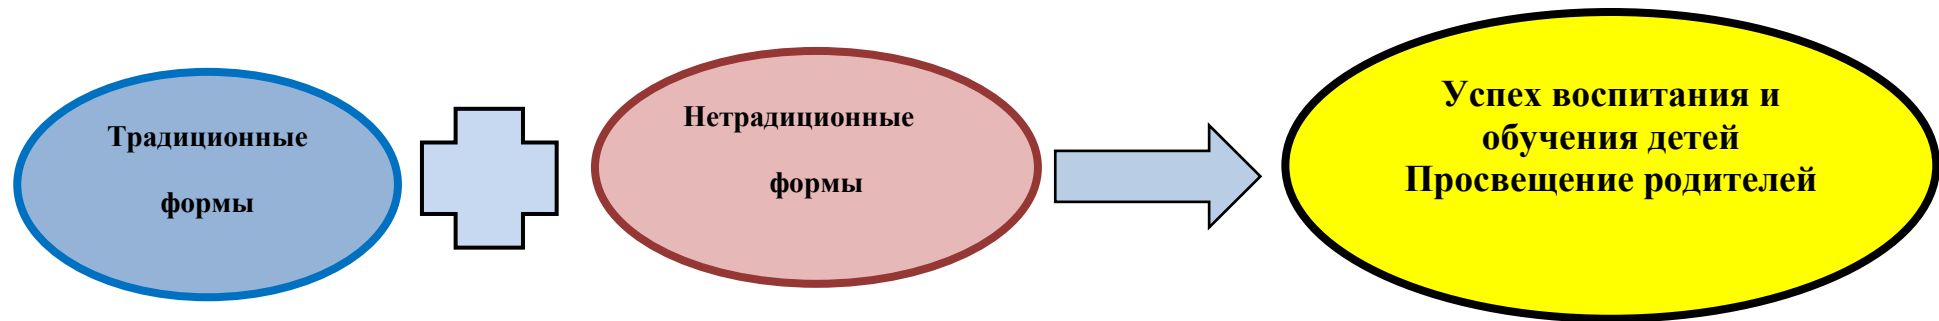 Традиционные
формы
Нетрадиционные
формы
Успех воспитания и
обучения детей
Просвещение родителей